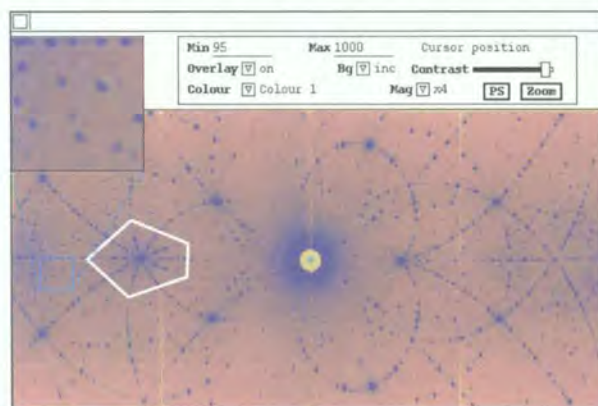 Min 95 Max 1000 Cursor position
Overlay on Bg inc Contrast
Colour Colour 1 Mag x4 PS Zoom